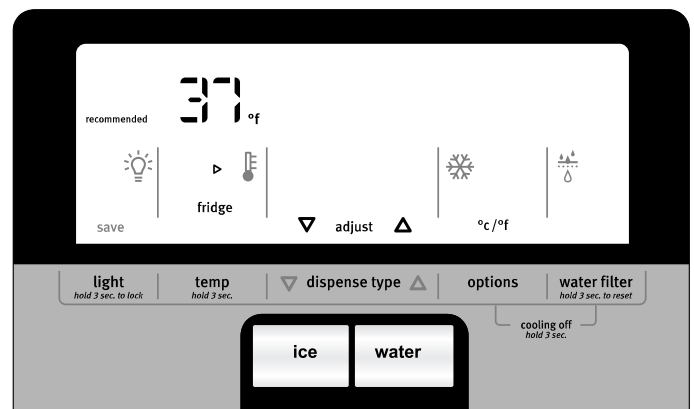 37 °f
recommended
fridge
save
adjust
°c/°f
light
hold 3 sec. to lock
temp
hold 3 sec.
dispense type
options
water filter
hold 3 sec. to reset
cooling off
hold 3 sec.
ice
water